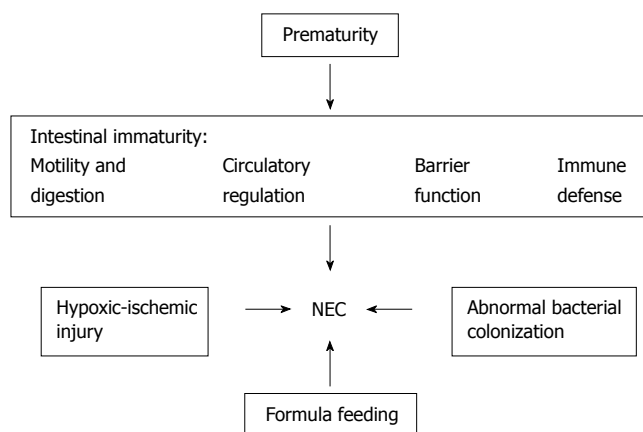 Prematurity
Intestinal immaturity:
Motility and Circulatory Barrier Immune
digestion regulation function defense
Hypoxic-ischemic
injury
NEC
Abnormal bacterial
colonization
Formula feeding